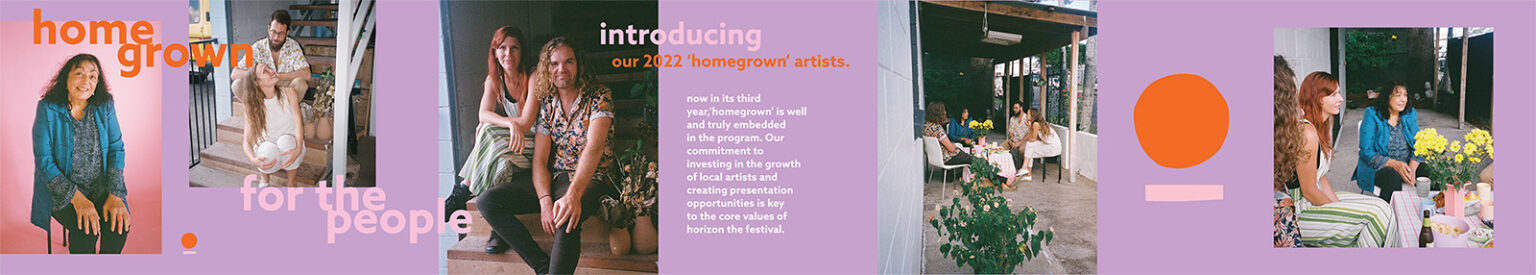 home
grown
for the
people
introducing
our 2022 ‘homegrown’ artists.
now in its third
year,‘homegrown’ is well
and truly embedded
in the program. Our
commitment to
investing in the growth
of local artists and
creating presentation
opportunities is key
to the core values of
horizon the festival.